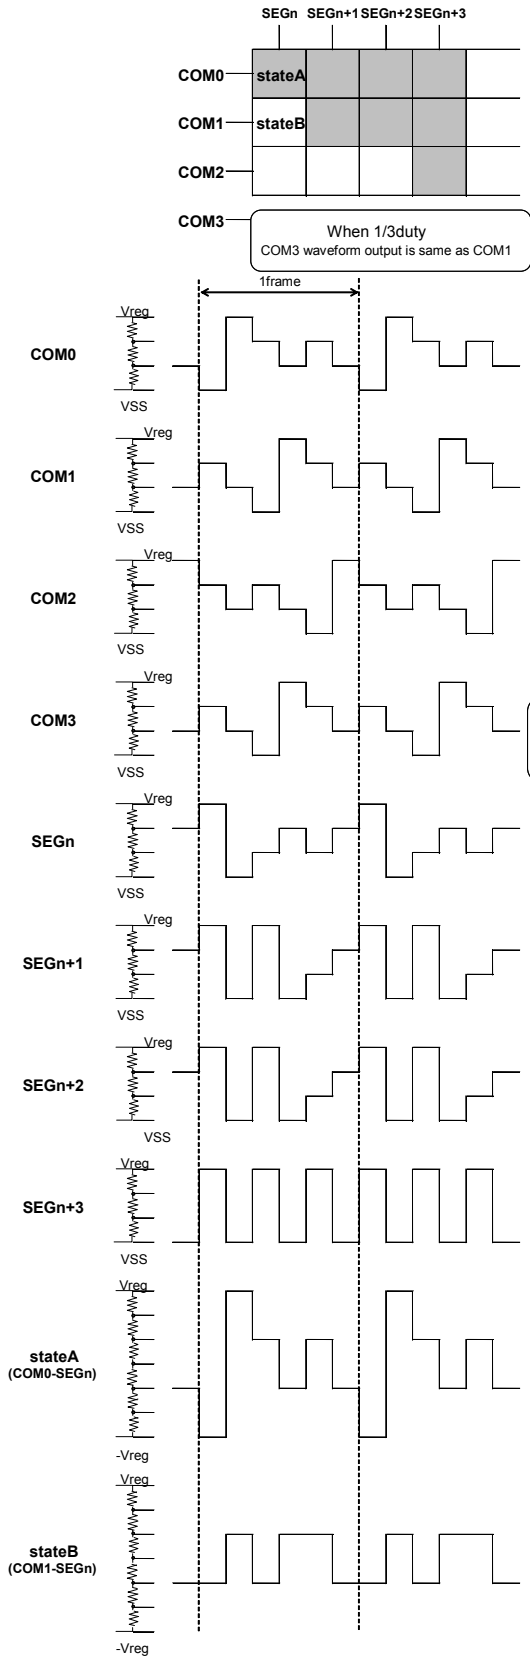 SEGn SEGn+1 SEGn+2 SEGn+3
COM0 stateA
COM1 stateB
COM2
COM3
When 1/3duty
COM3 waveform output is same as COM1
1frame
Vreg
COM0
VSS
Vreg
COM1
VSS
Vreg
COM2
VSS
Vreg
COM3
VSS
Vreg
SEGn
VSS
Vreg
SEGn+1
VSS
Vreg
SEGn+2
VSS
Vreg
SEGn+3
VSS
Vreg
stateA
(COM0-SEGn)
-Vreg
Vreg
stateB
(COM1-SEGn)
-Vreg